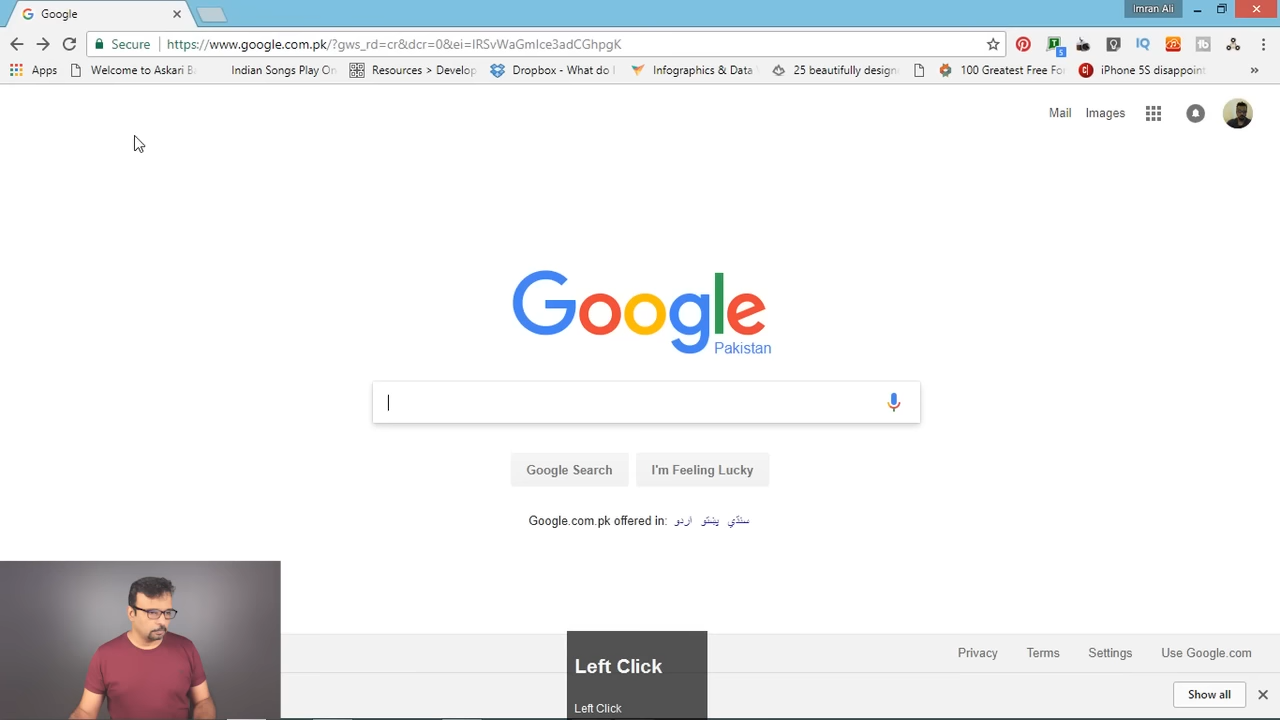 Google
Imran Ali
Secure
https://www.google.com.pk/?gws_rd=cr&dcr=0&ei=IRSvWaGmIce3adCGhpgK
Apps
Welcome to Askari B
Indian Songs Play On
Resources > Develop
Dropbox - What do I
Infographics & Data V
25 beautifully design
100 Greatest Free Fo
iPhone 5S disappoint
»
Mail
Images
Google
Pakistan
Google Search
I'm Feeling Lucky
Google.com.pk offered in: اردو پښتو سنڌي
Left Click
Left Click
Privacy
Terms
Settings
Use Google.com
Show all